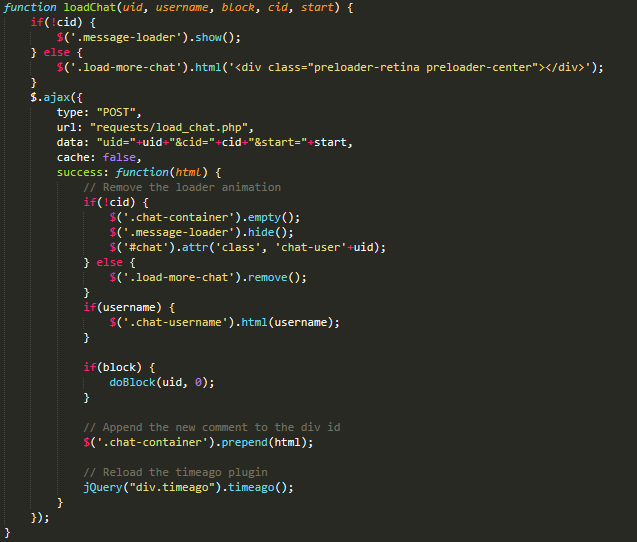 function loadChat(uid, username, block, cid, start) {
    if(!cid) {
        $('.message-loader').show();
    } else {
        $('.load-more-chat').html('<div class="preloader-retina preloader-center"></div>');
    }
    $.ajax({
        type: "POST",
        url: "requests/load_chat.php",
        data: "uid="+uid+"&cid="+cid+"&start="+start,
        cache: false,
        success: function(html) {
            // Remove the loader animation
            if(!cid) {
                $('.chat-container').empty();
                $('.message-loader').hide();
                $('#chat').attr('class', 'chat-user'+uid);
            } else {
                $('.load-more-chat').remove();
            }
            if(username) {
                $('.chat-username').html(username);
            }

            if(block) {
                doBlock(uid, 0);
            }

            // Append the new comment to the div id
            $('.chat-container').prepend(html);

            // Reload the timeago plugin
            jQuery("div.timeago").timeago();
        }
    });
}